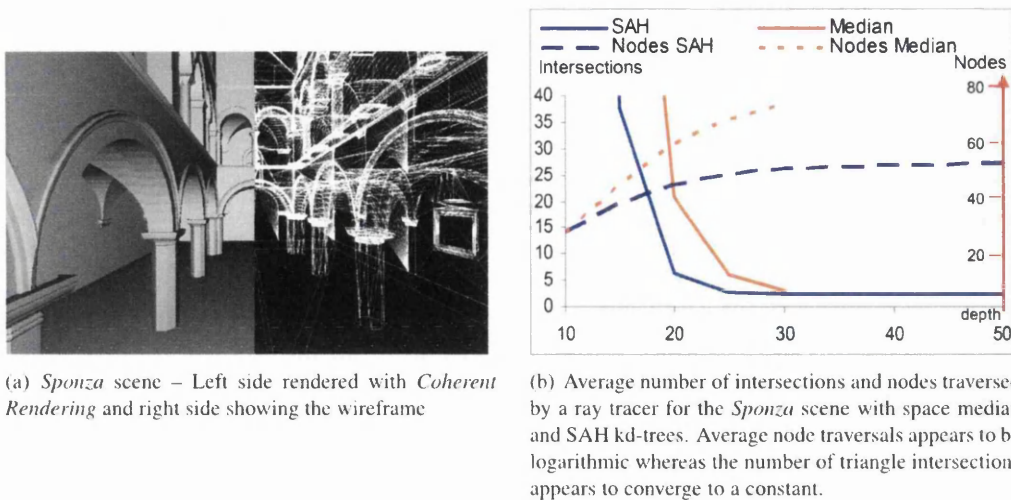 SAH
Median
Nodes SAH
Nodes Median
Intersections
Nodes
40
35
30
25
20
15
10
5
0
80
60
40
20
depth
10
20
30
40
50
(a) Sponza scene – Left side rendered with Coherent
Rendering and right side showing the wireframe
(b) Average number of intersections and nodes traverse
by a ray tracer for the Sponza scene with space media
and SAH kd-trees. Average node traversals appears to b
logarithmic whereas the number of triangle intersection
appears to converge to a constant.